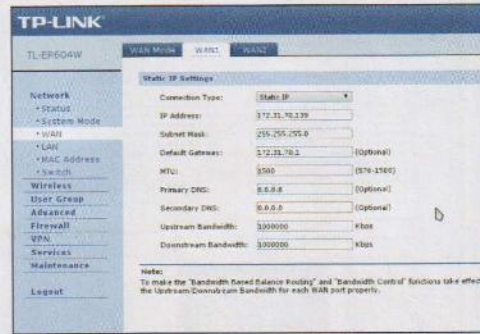 TP-LINK
TL-ER604W
WAN Mode WAN1 WAN2
Network
• Status
• System Mode
• WAN
• LAN
• MAC Address
• Switch
Wireless
User Group
Advanced
Firewall
VPN
Services
Maintenance
Logout
Static IP Settings
Connection Type: Static IP
IP Address: 172.31.70.139
Subnet Mask: 255.255.255.0
Default Gateway: 172.31.70.1 (Optional)
MTU: 1500 (576-1500)
Primary DNS: 8.8.8.8 (Optional)
Secondary DNS: 0.0.0.0 (Optional)
Upstream Bandwidth: 1000000 Kbps
Downstream Bandwidth: 1000000 Kbps
Note:
To make the "Bandwidth Based Balance Routing" and "Bandwidth Control" functions take effect
the Upstream/Downstream Bandwidth for each WAN port properly.